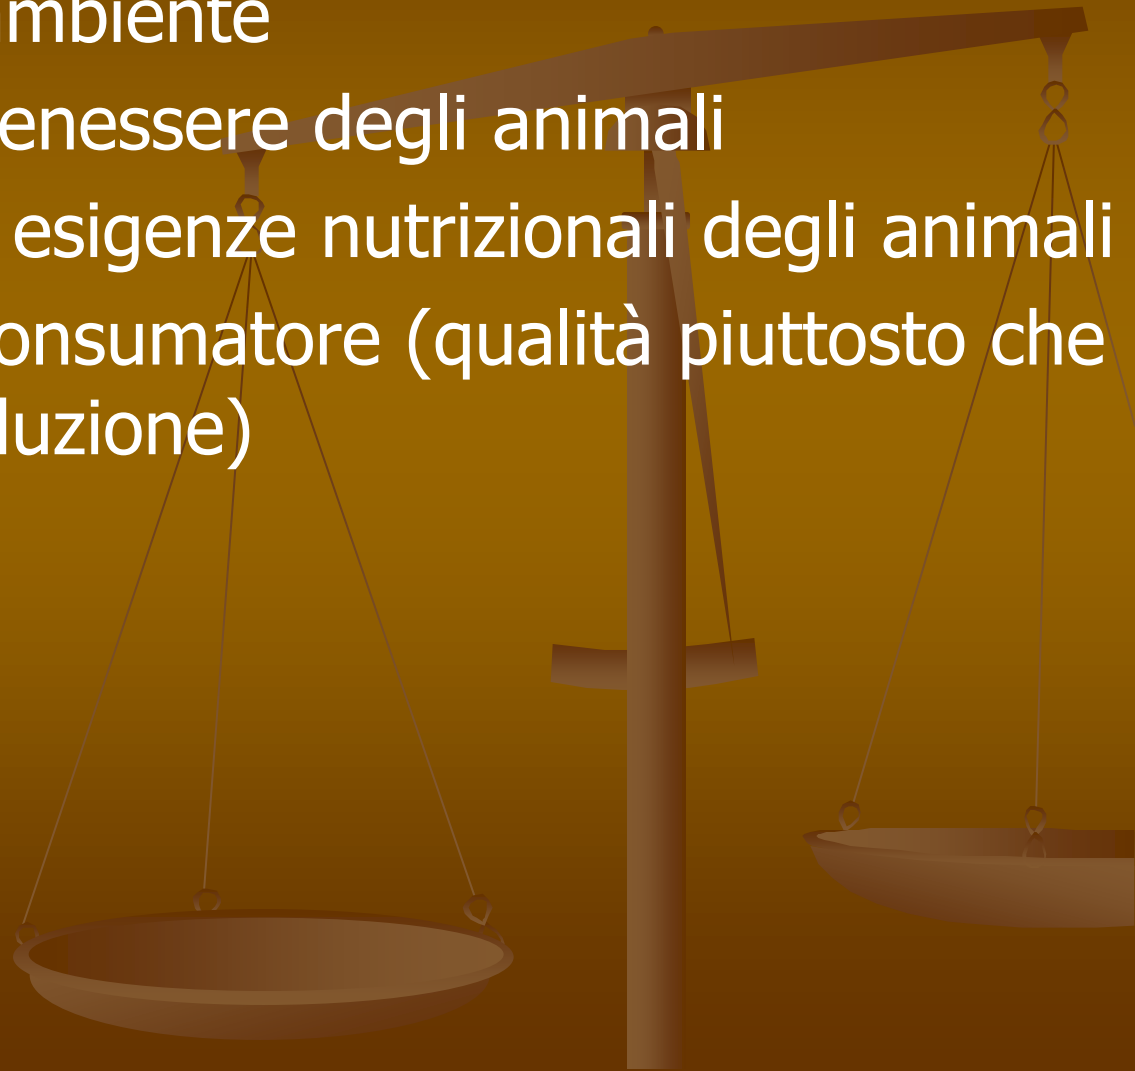 mbiente
enessere degli animali
esigenze nutrizionali degli animali
onsumatore (qualità piuttosto che
luzione)